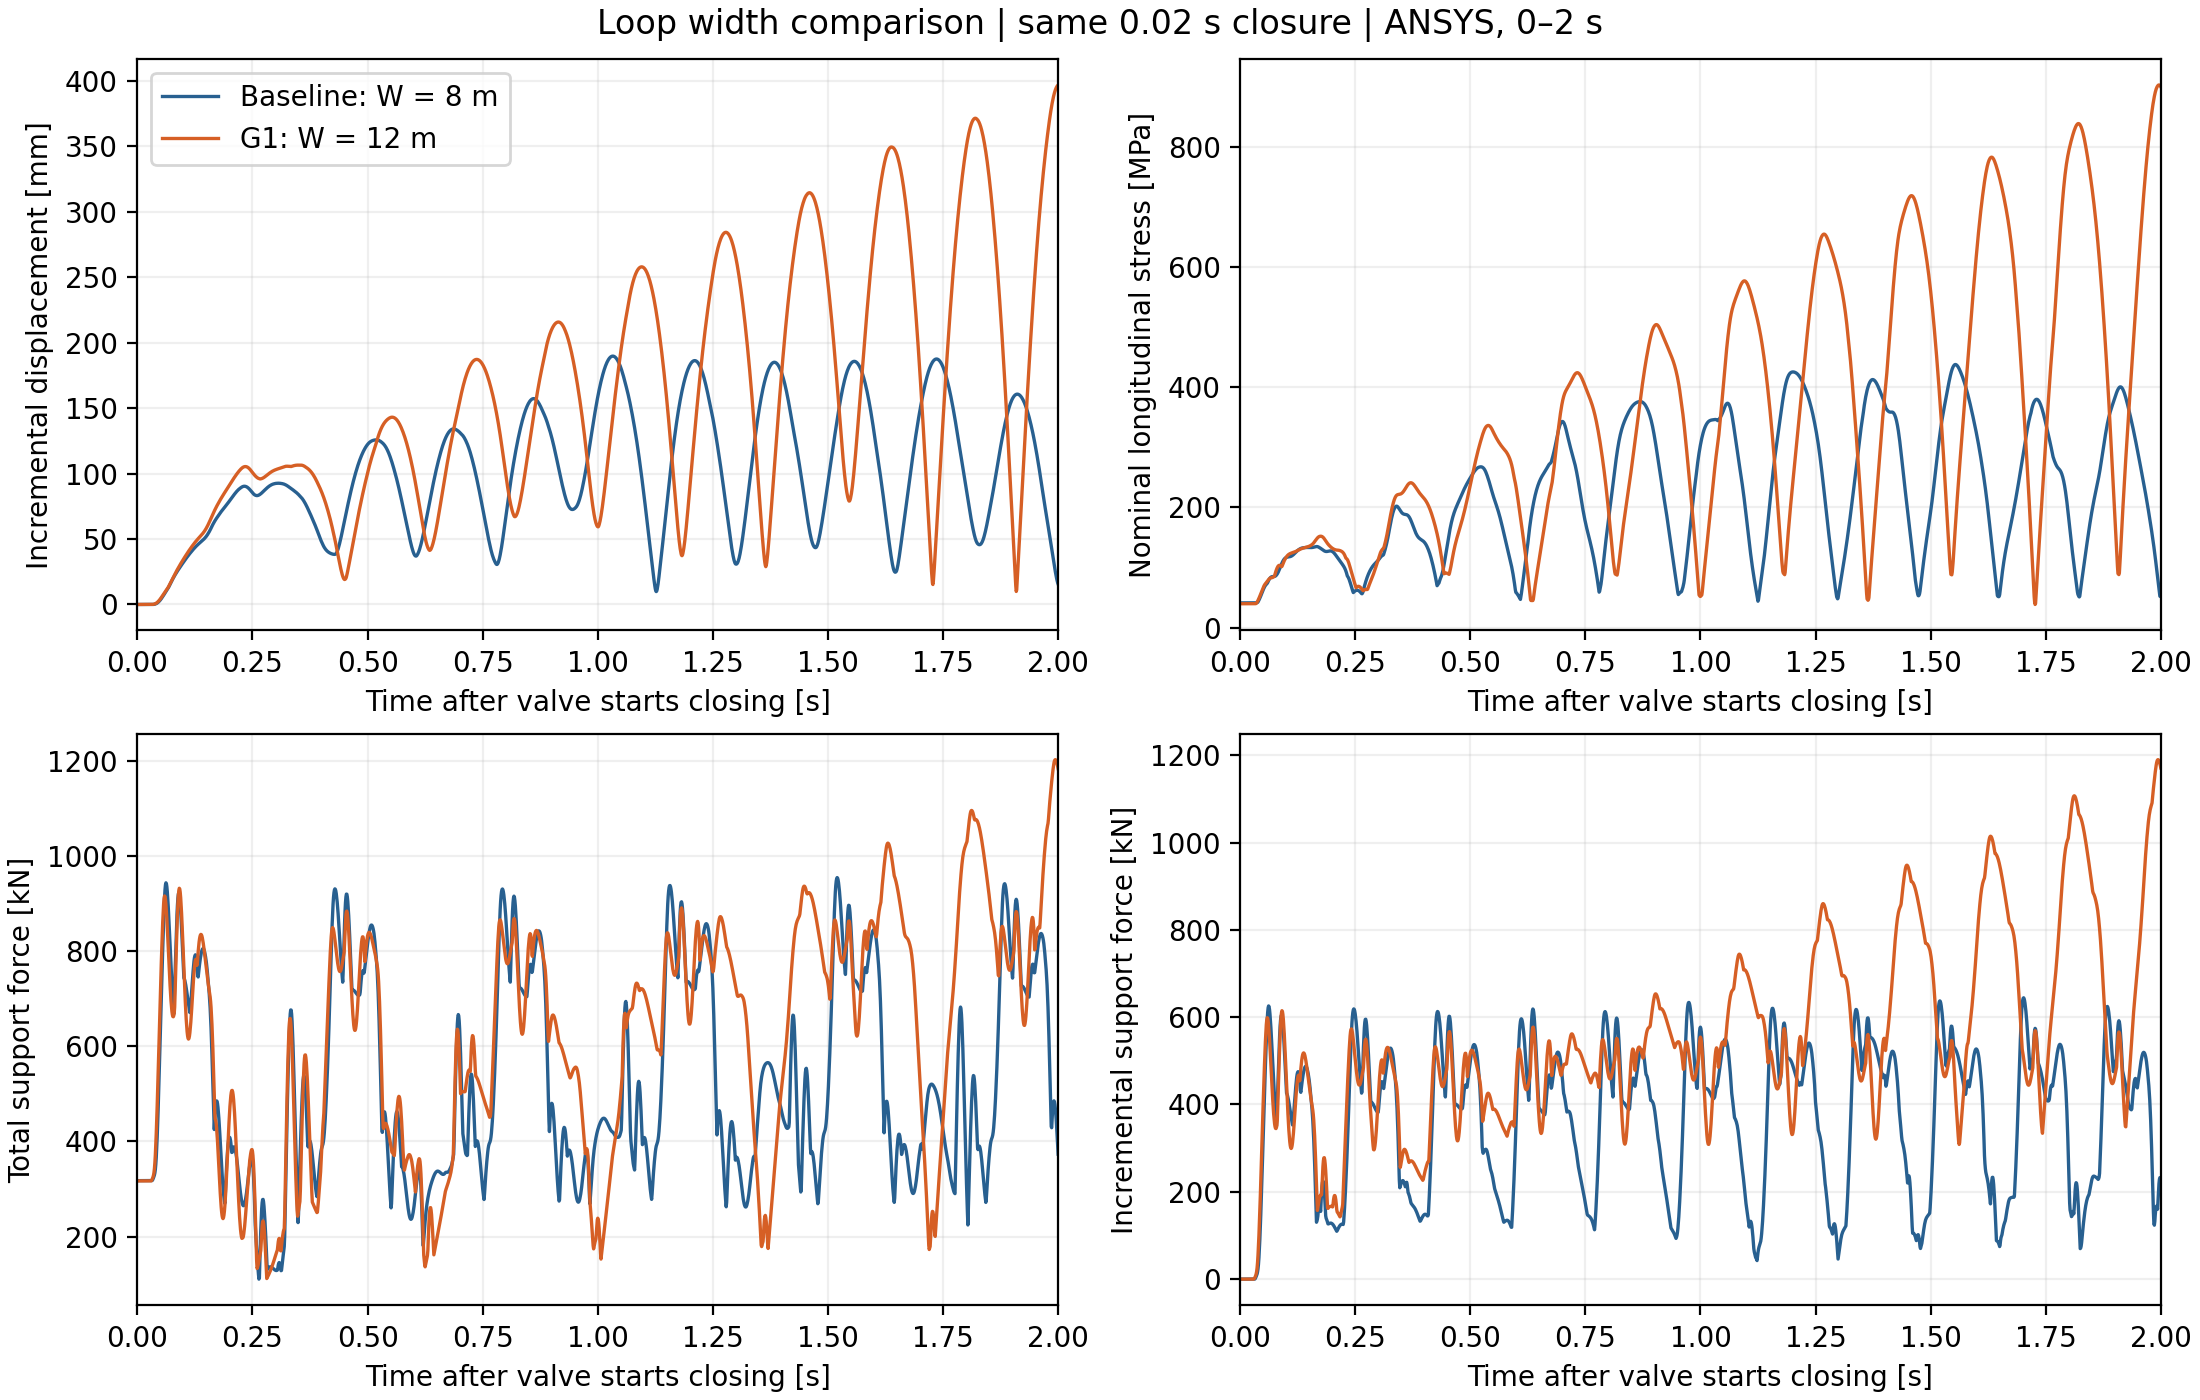 Loop width comparison | same 0.02 s closure | ANSYS, 0–2 s
Incremental displacement [mm]
400
350
300
250
200
150
100
50
0
Baseline: W = 8 m
G1: W = 12 m
0.00 0.25 0.50 0.75 1.00 1.25 1.50 1.75 2.00
Time after valve starts closing [s]
Nominal longitudinal stress [MPa]
800
600
400
200
0
0.00 0.25 0.50 0.75 1.00 1.25 1.50 1.75 2.00
Time after valve starts closing [s]
Total support force [kN]
1200
1000
800
600
400
200
0.00 0.25 0.50 0.75 1.00 1.25 1.50 1.75 2.00
Time after valve starts closing [s]
Incremental support force [kN]
1200
1000
800
600
400
200
0
0.00 0.25 0.50 0.75 1.00 1.25 1.50 1.75 2.00
Time after valve starts closing [s]